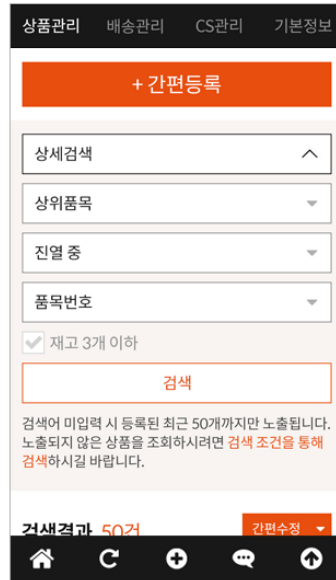 상품관리 배송관리 CS관리 기본정보
+ 간편등록
상세검색
상위품목
진열 중
품목번호
재고 3개 이하
검색
검색어 미입력 시 등록된 최근 50개까지만 노출됩니다.
노출되지 않은 상품을 조회하시려면 검색 조건을 통해
검색하시길 바랍니다.
검색결과 50건 간편수정